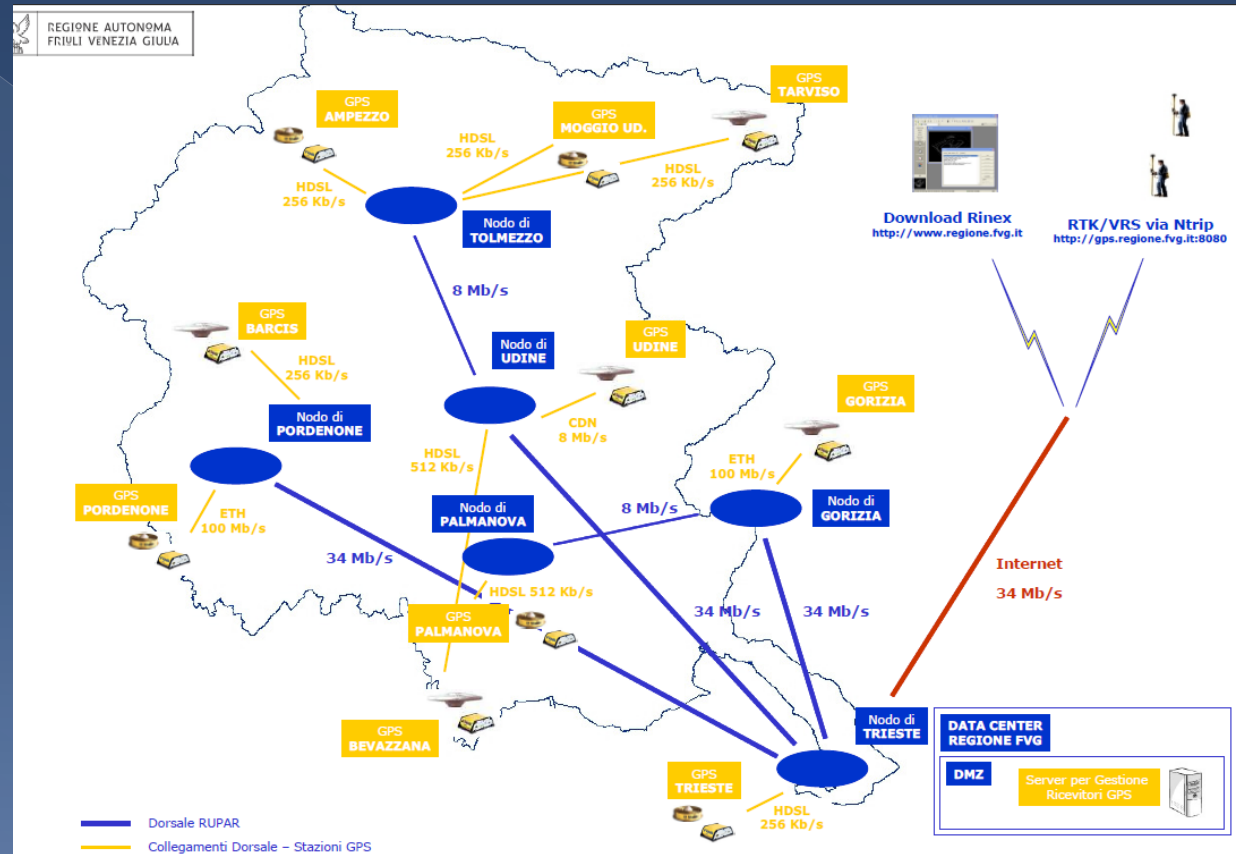 REGIONE AUTONOMA
FRIULI VENEZIA GIULIA
GPS
AMPEZZO
HDSL
256 Kb/s
GPS
MOGGIO UD.
GPS
TARVISO
HDSL
256 Kb/s
HDSL
256 Kb/s
Nodo di
TOLMEZZO
Download Rinex
http://www.regione.fvg.it
RTK/VRS via Ntrip
http://gps.regione.fvg.it:8080
8 Mb/s
GPS
BARCIS
HDSL
256 Kb/s
Nodo di
UDINE
GPS
UDINE
CDN
8 Mb/s
GPS
GORIZIA
Nodo di
PORDENONE
HDSL
512 Kb/s
ETH
100 Mb/s
GPS
PORDENONE
ETH
100 Mb/s
Nodo di
PALMANOVA
8 Mb/s
Nodo di
GORIZIA
34 Mb/s
HDSL 512 Kb/s
GPS
PALMANOVA
34 Mb/s
34 Mb/s
Internet
34 Mb/s
GPS
BEVAZZANA
Nodo di
TRIESTE
DATA CENTER
REGIONE FVG
DMZ
Server per Gestione
Ricevitori GPS
GPS
TRIESTE
HDSL
256 Kb/s
Dorsale RUPAR
Collegamenti Dorsale – Stazioni GPS